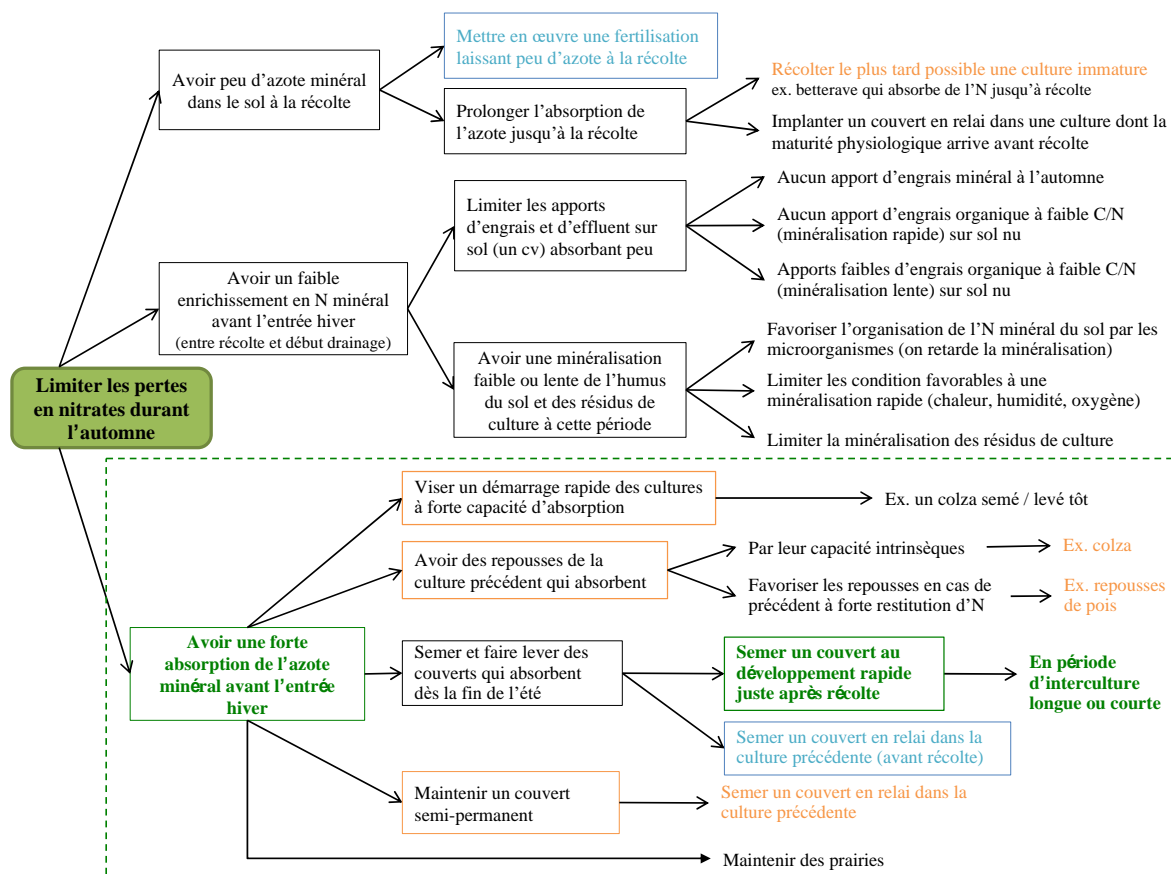 Mettre en œuvre une fertilisation
laissant peu d'azote à la récolte
Avoir peu d'azote minéral
dans le sol à la récolte
Récolter le plus tard possible une culture immature
ex. betterave qui absorbe de l'N jusqu'à récolte
Prolonger l'absorption de
l'azote jusqu'à la récolte
Implanter un couvert en relai dans une culture dont la
maturité physiologique arrive avant récolte
Aucun apport d'engrais minéral à l'automne
Limiter les apports
d'engrais et d'effluent sur
sol (un cv) absorbant peu
Aucun apport d'engrais organique à faible C/N
(minéralisation rapide) sur sol nu
Apports faibles d'engrais organique à faible C/N
(minéralisation lente) sur sol nu
Avoir un faible
enrichissement en N minéral
avant l'entrée hiver
(entre récolte et début drainage)
Favoriser l'organisation de l'N minéral du sol par les
microorganismes (on retarde la minéralisation)
Avoir une minéralisation
faible ou lente de l'humus
du sol et des résidus de
culture à cette période
Limiter les condition favorables à une
minéralisation rapide (chaleur, humidité, oxygène)
Limiter la minéralisation des résidus de culture
Limiter les pertes
en nitrates durant
l'automne
Viser un démarrage rapide des cultures
à forte capacité d'absorption
Ex. un colza semé / levé tôt
Avoir des repousses de la
culture précédent qui absorbent
Par leur capacité intrinsèques
Ex. colza
Favoriser les repousses en cas de
précédent à forte restitution d'N
Ex. repousses
de pois
Avoir une forte
absorption de l'azote
minéral avant l'entrée
hiver
Semer et faire lever des
couverts qui absorbent
dès la fin de l'été
Semer un couvert au
développement rapide
juste après récolte
En période
d'interculture
longue ou courte
Semer un couvert en relai dans la
culture précédente (avant récolte)
Maintenir un couvert
semi-permanent
Semer un couvert en relai dans la
culture précédente
Maintenir des prairies